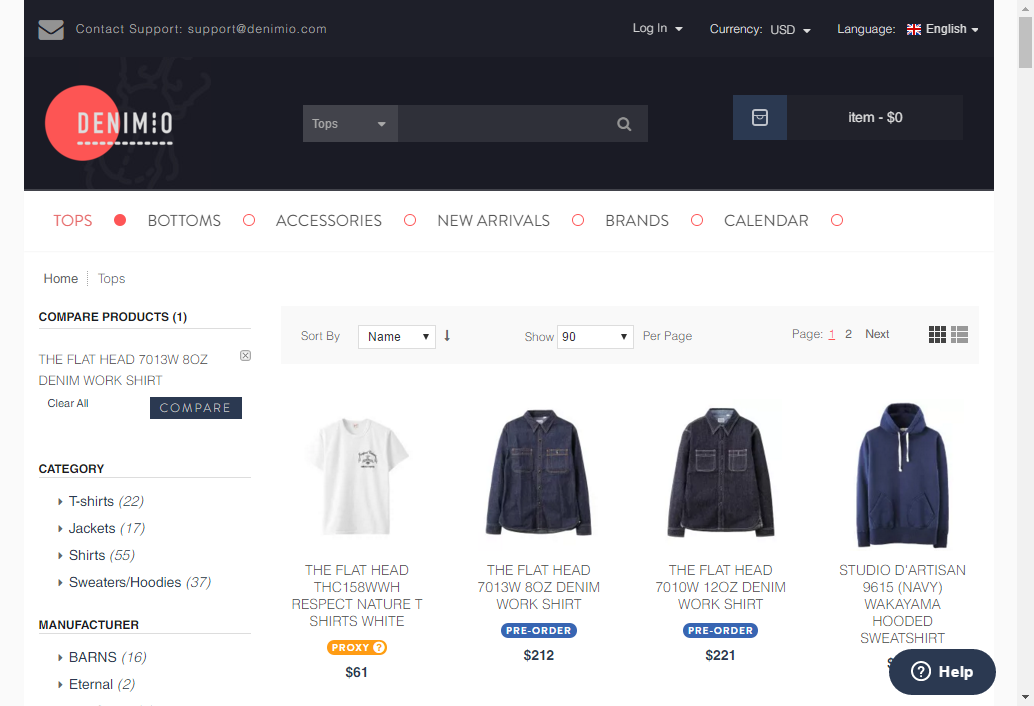 Contact Support: support@denimio.com
Log In
Currency: USD
Language: English
DENIMIO
Tops
item - $0
TOPS
BOTTOMS
ACCESSORIES
NEW ARRIVALS
BRANDS
CALENDAR
Home
Tops
COMPARE PRODUCTS (1)
THE FLAT HEAD 7013W 8OZ
DENIM WORK SHIRT
Clear All
COMPARE
CATEGORY
T-shirts (22)
Jackets (17)
Shirts (55)
Sweaters/Hoodies (37)
MANUFACTURER
BARNS (16)
Eternal (2)
Sort By
Name
Show 90 Per Page
Page: 1 2 Next
THE FLAT HEAD
THC158WWH
RESPECT NATURE T
SHIRTS WHITE
PROXY ?
$61
THE FLAT HEAD
7013W 8OZ DENIM
WORK SHIRT
PRE-ORDER
$212
THE FLAT HEAD
7010W 12OZ DENIM
WORK SHIRT
PRE-ORDER
$221
STUDIO D'ARTISAN
9615 (NAVY)
WAKAYAMA
HOODED
SWEATSHIRT
Help